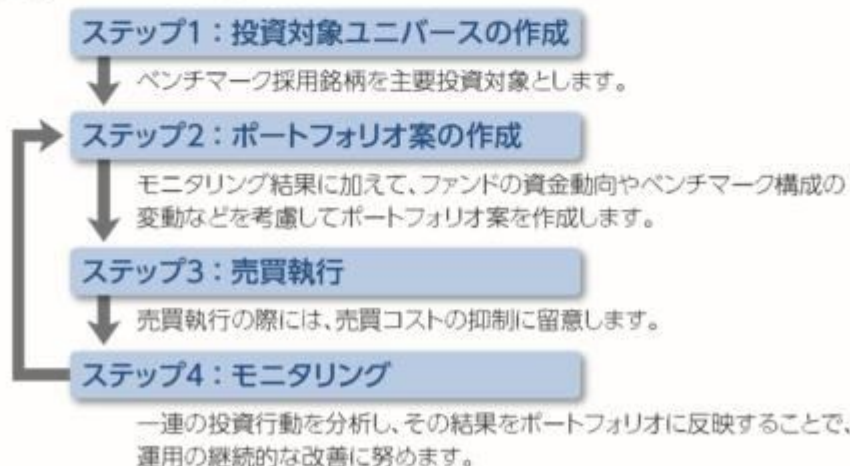 ステップ1：投資対象ユニバースの作成
ベンチマーク採用銘柄を主要投資対象とします。
ステップ2：ポートフォリオ案の作成
モニタリング結果に加えて、ファンドの資金動向やベンチマーク構成の
変動などを考慮してポートフォリオ案を作成します。
ステップ3：売買執行
売買執行の際には、売買コストの抑制に留意します。
ステップ4：モニタリング
一連の投資行動を分析し、その結果をポートフォリオに反映することで、
運用の継続的な改善に努めます。